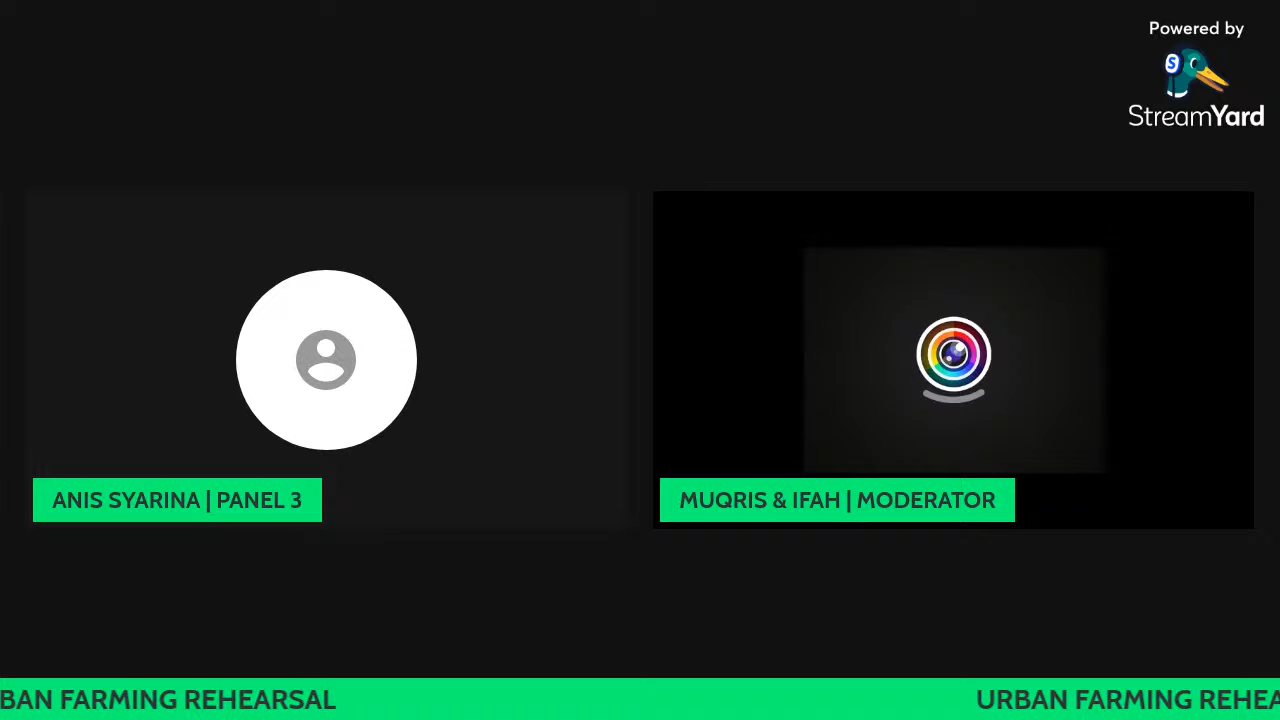 Powered by
S
StreamYard
ANIS SYARINA | PANEL 3
MUQRIS & IFAH | MODERATOR
BAN FARMING REHEARSAL
URBAN FARMING REHEA